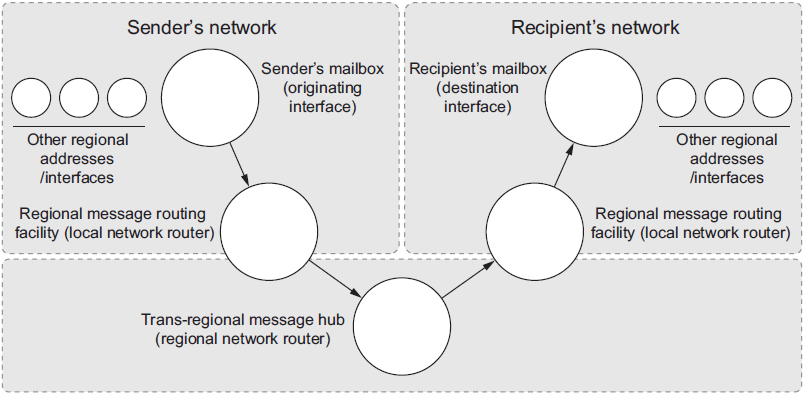 Sender’s network
Sender’s mailbox
(originating
interface)
Other regional
addresses
/interfaces
Regional message routing
facility (local network router)
Recipient’s network
Recipient’s mailbox
(destination
interface)
Other regional
addresses
/interfaces
Regional message routing
facility (local network router)
Trans-regional message hub
(regional network router)